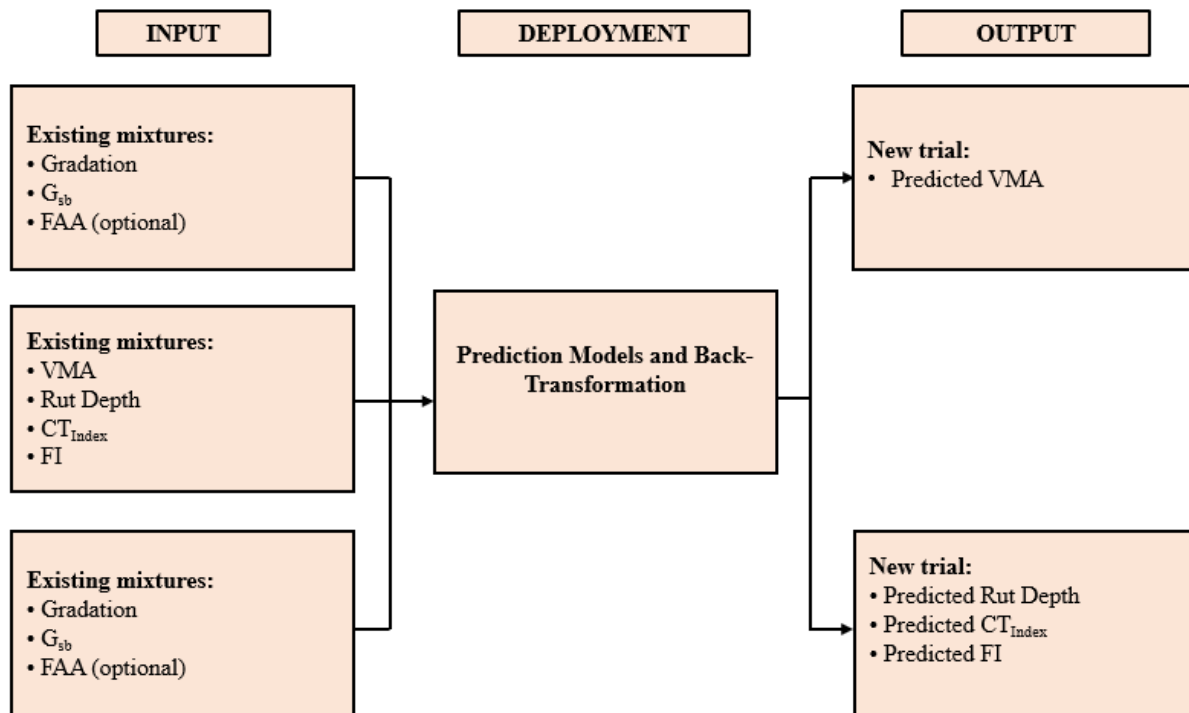 INPUT
DEPLOYMENT
OUTPUT
Existing mixtures:
• Gradation
• Gsb
• FAA (optional)
Existing mixtures:
• VMA
• Rut Depth
• CTIndex
• FI
Existing mixtures:
• Gradation
• Gsb
• FAA (optional)
Prediction Models and Back-
Transformation
New trial:
• Predicted VMA
New trial:
• Predicted Rut Depth
• Predicted CTIndex
• Predicted FI